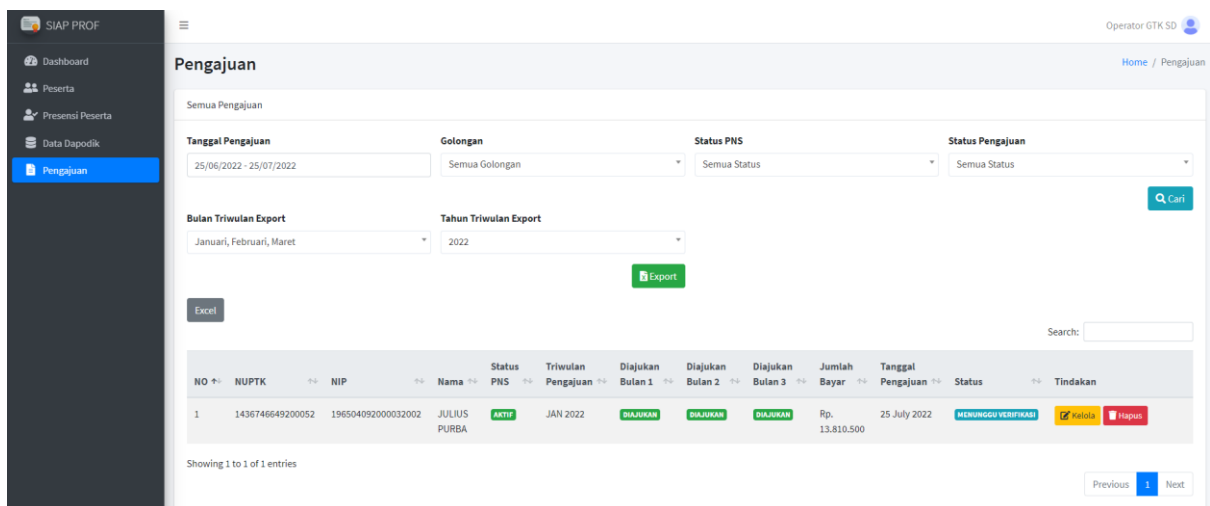 SIAP PROF
Operator GTK SD
Dashboard
Peserta
Presensi Peserta
Data Dapodik
Pengajuan
Pengajuan
Home / Pengajuan
Semua Pengajuan
Tanggal Pengajuan Golongan Status PNS Status Pengajuan
25/06/2022 - 25/07/2022 Semua Golongan Semua Status Semua Status
Cari
Bulan Triwulan Export Tahun Triwulan Export
Januari, Februari, Maret 2022
Export
Excel
Search:
NO NUPTK NIP Nama Status PNS Triwulan Pengajuan Diajukan Bulan 1 Diajukan Bulan 2 Diajukan Bulan 3 Jumlah Bayar Tanggal Pengajuan Status Tindakan
1 1436746649200052 196504092000032002 JULIUS PURBA AKTIF JAN 2022 DIAJUKAN DIAJUKAN DIAJUKAN Rp. 13.810.500 25 July 2022 MENUNGGU VERIFIKASI Kelola Hapus
Showing 1 to 1 of 1 entries
Previous 1 Next